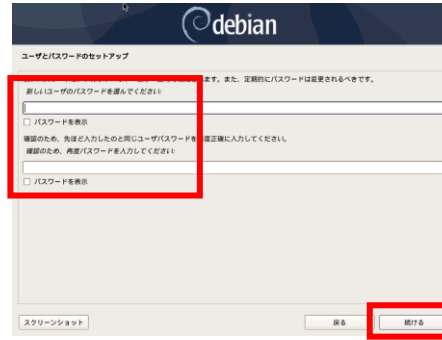 debian
ユーザとパスワードのセットアップ
ます。また、定期的にパスワードは変更されるべきです。
新しいユーザのパスワードを選んでください:
パスワードを表示
確認のため、先ほど入力したのと同じユーザパスワードを 度正確に入力してください。
確認のため、再度パスワードを入力してください:
パスワードを表示
スクリーンショット
戻る
続ける